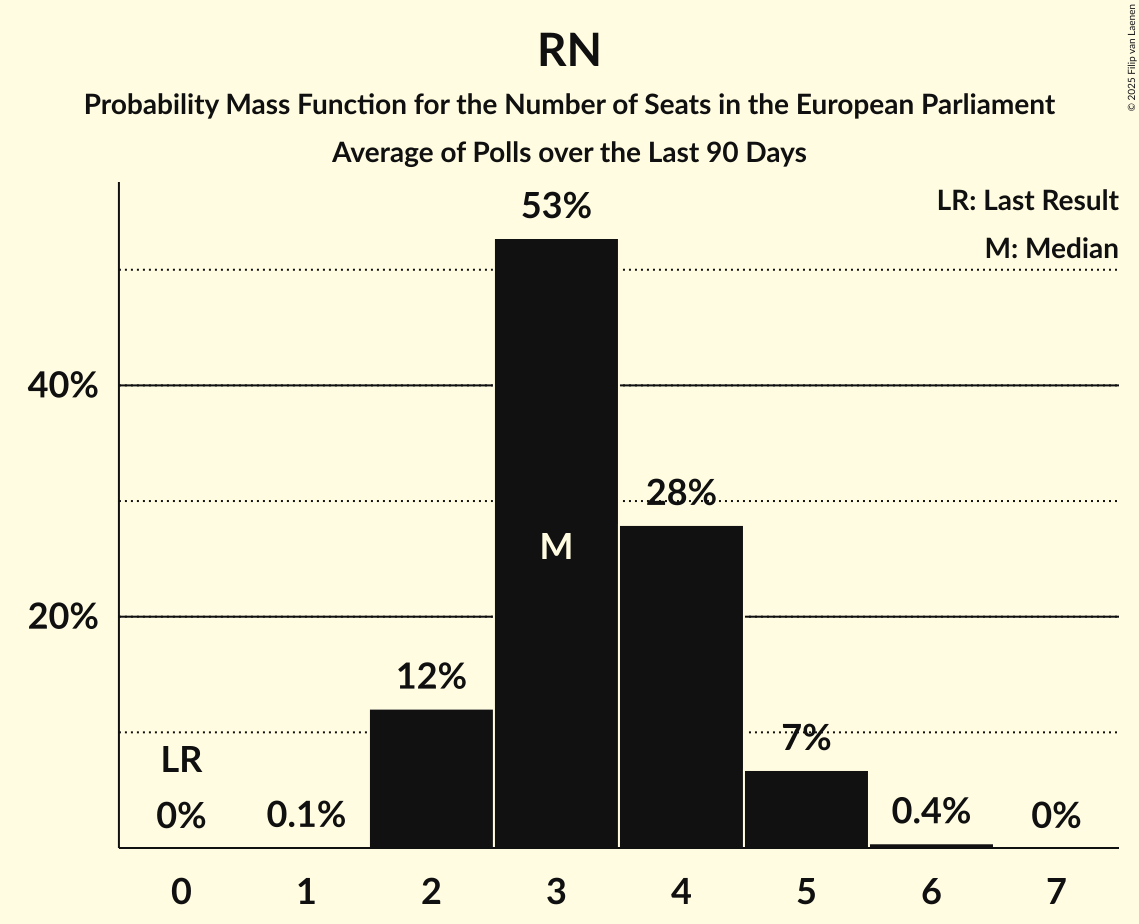 RN
Probability Mass Function for the Number of Seats in the European Parliament
Average of Polls over the Last 90 Days
© 2025 Filip van Laenen
LR: Last Result
M: Median
53%
40%
28%
M
20%
12%
7%
LR
0%
0.1%
0.4%
0%
0 1 2 3 4 5 6 7